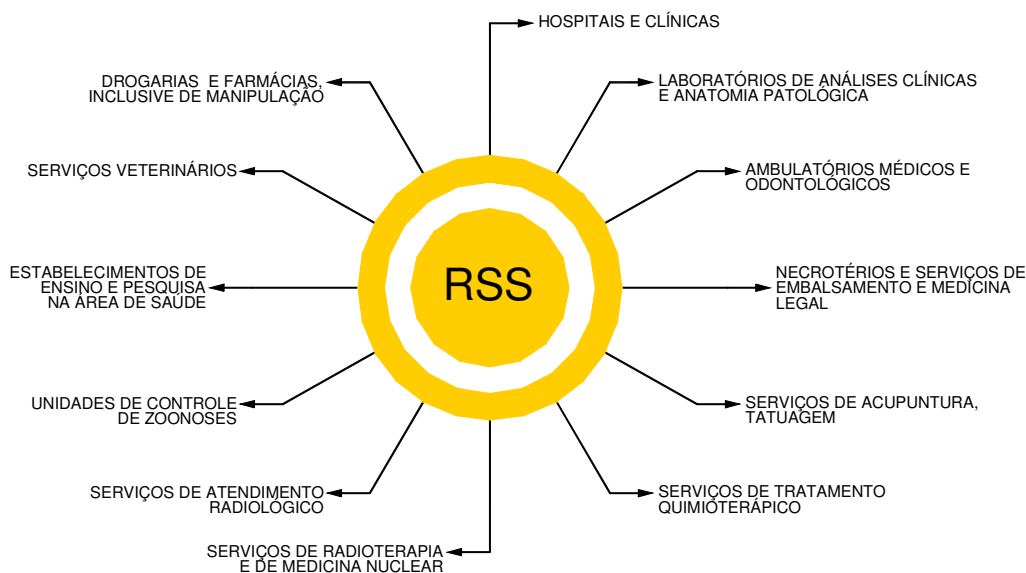 HOSPITAIS E CLÍNICAS
LABORATÓRIOS DE ANÁLISES CLÍNICAS
E ANATOMIA PATOLÓGICA
AMBULATÓRIOS MÉDICOS E
ODONTOLÓGICOS
NECROTÉRIOS E SERVIÇOS DE
EMBALSAMENTO E MEDICINA
LEGAL
SERVIÇOS DE ACUPUNTURA,
TATUAGEM
SERVIÇOS DE TRATAMENTO
QUIMIOTERÁPICO
SERVIÇOS DE RADIOTERAPIA
E DE MEDICINA NUCLEAR
SERVIÇOS DE ATENDIMENTO
RADIOLÓGICO
UNIDADES DE CONTROLE
DE ZOONOSES
ESTABELECIMENTOS DE
ENSINO E PESQUISA
NA ÁREA DE SAÚDE
SERVIÇOS VETERINÁRIOS
DROGARIAS E FARMÁCIAS,
INCLUSIVE DE MANIPULAÇÃO
RSS